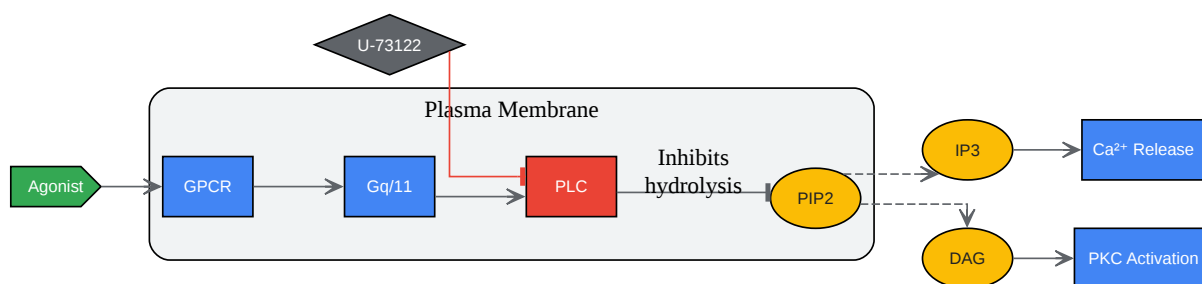 U-73122
Plasma Membrane
Agonist
GPCR
Gq/11
PLC
Inhibits
hydrolysis
PIP2
IP3
Ca²⁺ Release
DAG
PKC Activation